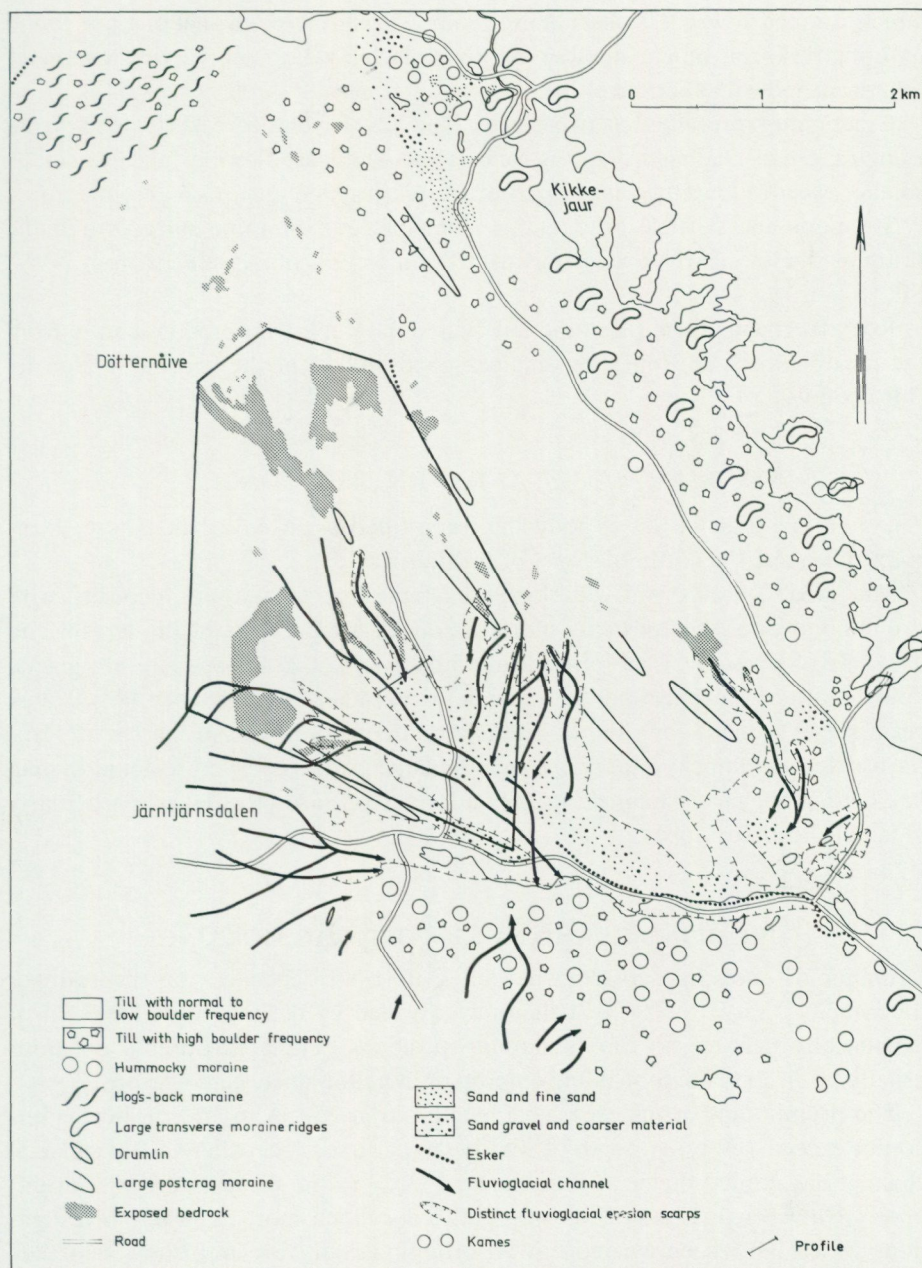 0 1 2 km
Kikke-
jaur
Dötternåive
Järntjärnsdalen
Till with normal to
low boulder frequency
Till with high boulder frequency
Hummocky moraine
Hog's-back moraine
Large transverse moraine ridges
Drumlin
Large postcrag moraine
Exposed bedrock
Road
Sand and fine sand
Sand gravel and coarser material
Esker
Fluvioglacial channel
Distinct fluvioglacial erosion scarps
Kames
Profile